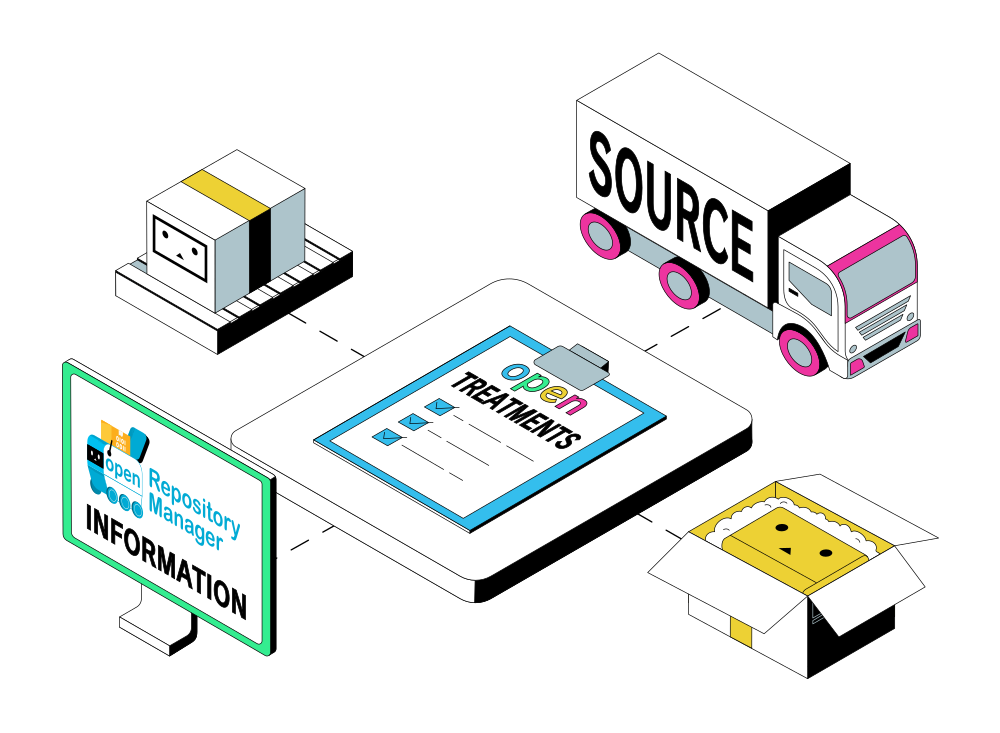 SOURCE
open
TREATMENTS
open
Repository
Manager
INFORMATION